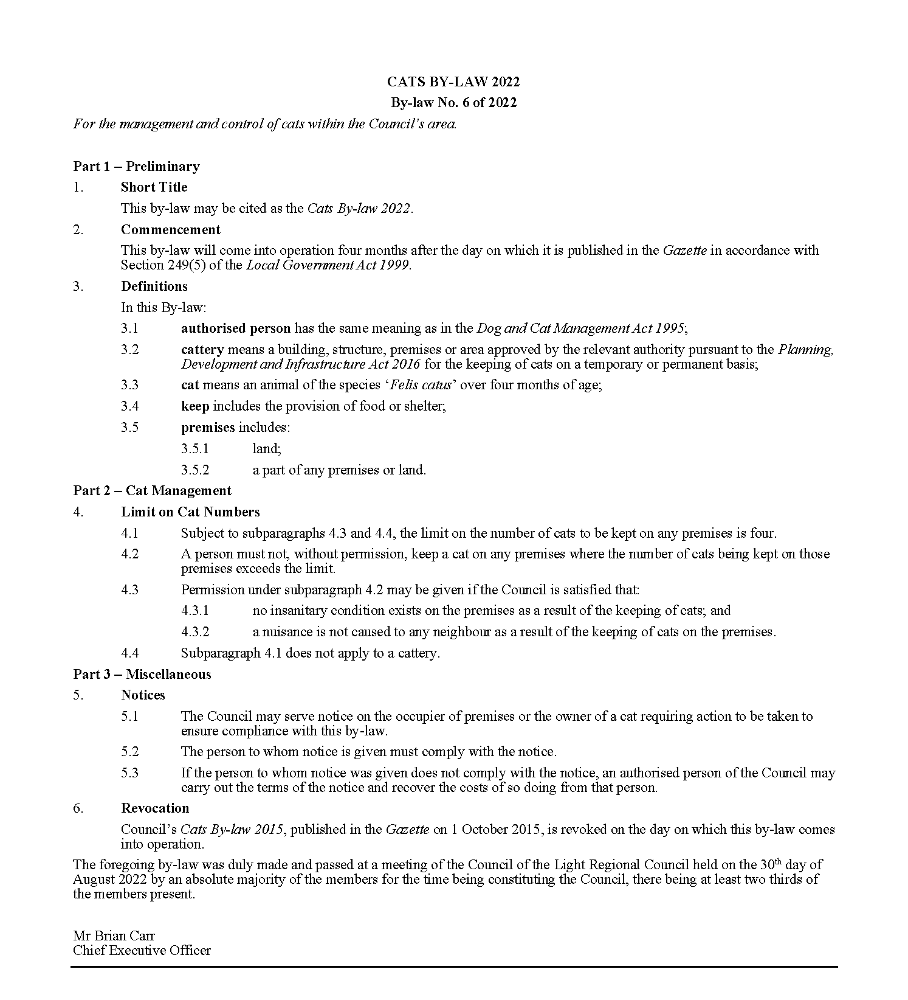 CATS BY-LAW 2022
By-law No. 6 of 2022
For the management and control of cats within the Council’s area.
Part 1 – Preliminary
1. Short Title
This by-law may be cited as the Cats By-law 2022.
2. Commencement
This by-law will come into operation four months after the day on which it is published in the Gazette in accordance with
Section 249(5) of the Local Government Act 1999.
3. Definitions
In this By-law:
3.1 authorised person has the same meaning as in the Dog and Cat Management Act 1995;
3.2 cattery means a building, structure, premises or area approved by the relevant authority pursuant to the Planning,
Development and Infrastructure Act 2016 for the keeping of cats on a temporary or permanent basis;
3.3 cat means an animal of the species ‘Felis catus’ over four months of age;
3.4 keep includes the provision of food or shelter;
3.5 premises includes:
3.5.1 land;
3.5.2 a part of any premises or land.
Part 2 – Cat Management
4. Limit on Cat Numbers
4.1 Subject to subparagraphs 4.3 and 4.4, the limit on the number of cats to be kept on any premises is four.
4.2 A person must not, without permission, keep a cat on any premises where the number of cats being kept on those
premises exceeds the limit.
4.3 Permission under subparagraph 4.2 may be given if the Council is satisfied that:
4.3.1 no insanitary condition exists on the premises as a result of the keeping of cats; and
4.3.2 a nuisance is not caused to any neighbour as a result of the keeping of cats on the premises.
4.4 Subparagraph 4.1 does not apply to a cattery.
Part 3 – Miscellaneous
5. Notices
5.1 The Council may serve notice on the occupier of premises or the owner of a cat requiring action to be taken to
ensure compliance with this by-law.
5.2 The person to whom notice is given must comply with the notice.
5.3 If the person to whom notice was given does not comply with the notice, an authorised person of the Council may
carry out the terms of the notice and recover the costs of so doing from that person.
6. Revocation
Council’s Cats By-law 2015, published in the Gazette on 1 October 2015, is revoked on the day on which this by-law comes
into operation.
The foregoing by-law was duly made and passed at a meeting of the Council of the Light Regional Council held on the 30th day of
August 2022 by an absolute majority of the members for the time being constituting the Council, there being at least two thirds of
the members present.
Mr Brian Carr
Chief Executive Officer